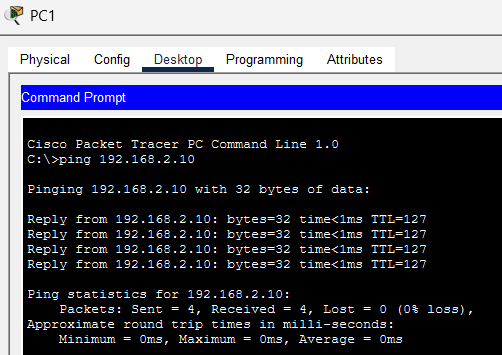 PC1
Physical Config Desktop Programming Attributes
Command Prompt
Cisco Packet Tracer PC Command Line 1.0
C:\>ping 192.168.2.10
Pinging 192.168.2.10 with 32 bytes of data:
Reply from 192.168.2.10: bytes=32 time<1ms TTL=127
Reply from 192.168.2.10: bytes=32 time<1ms TTL=127
Reply from 192.168.2.10: bytes=32 time<1ms TTL=127
Reply from 192.168.2.10: bytes=32 time<1ms TTL=127
Ping statistics for 192.168.2.10:
Packets: Sent = 4, Received = 4, Lost = 0 (0% loss),
Approximate round trip times in milli-seconds:
Minimum = 0ms, Maximum = 0ms, Average = 0ms